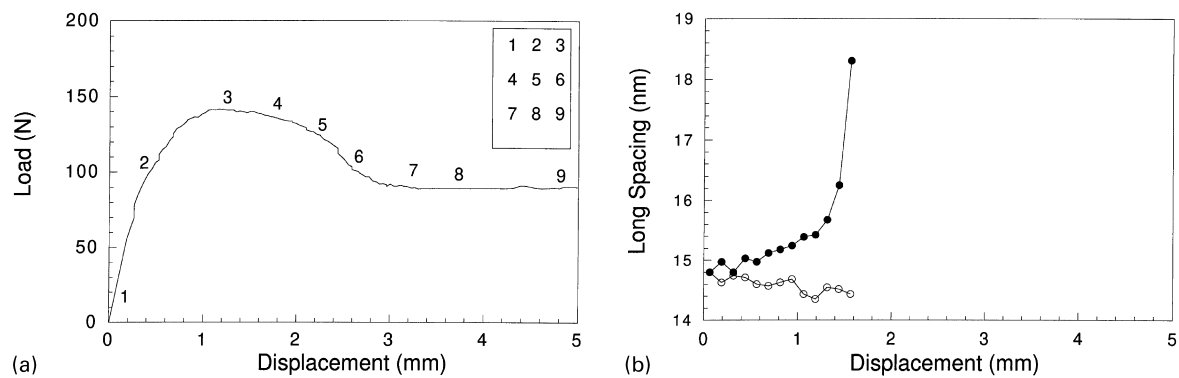 200
150
100
50
0
Load (N)
1 2 3
4 5 6
7 8 9
1
2
3
4
5
6
7
8
9
0 1 2 3 4 5
Displacement (mm)
(a)
19
18
17
16
15
14
Long Spacing (nm)
0 1 2 3 4 5
Displacement (mm)
(b)